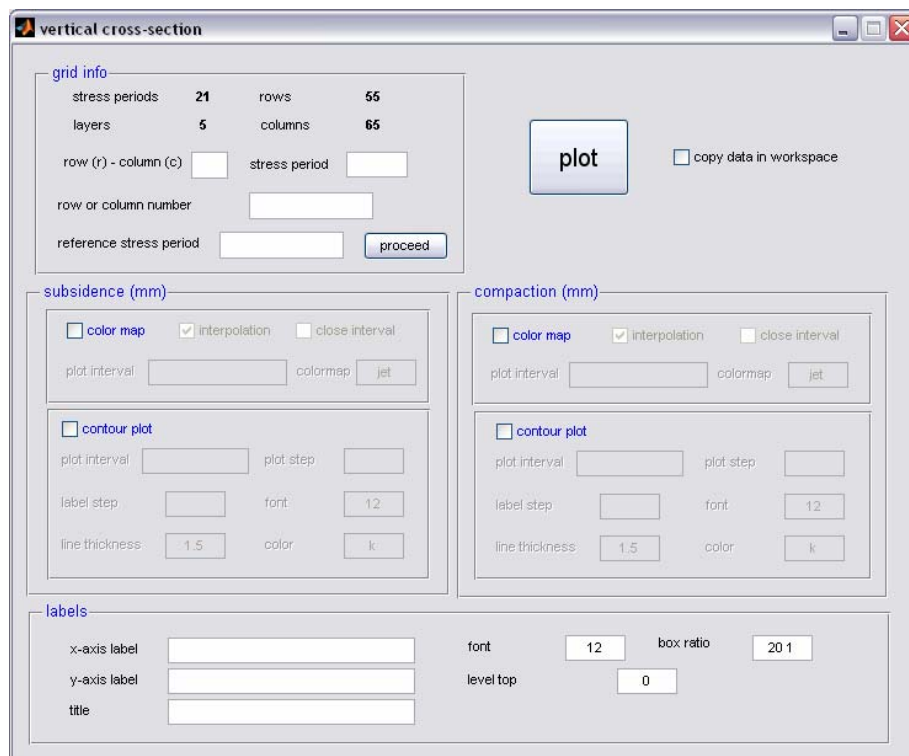 vertical cross-section
grid info
stress periods 21 rows 55
layers 5 columns 65
row (r) - column (c) stress period
row or column number
reference stress period proceed
plot
copy data in workspace
subsidence (mm)
color map interpolation close interval
plot interval colormap jet
contour plot
plot interval plot step
label step font 12
line thickness 1.5 color k
compaction (mm)
color map interpolation close interval
plot interval colormap jet
contour plot
plot interval plot step
label step font 12
line thickness 1.5 color k
labels
x-axis label font 12 box ratio 20 1
y-axis label level top 0
title